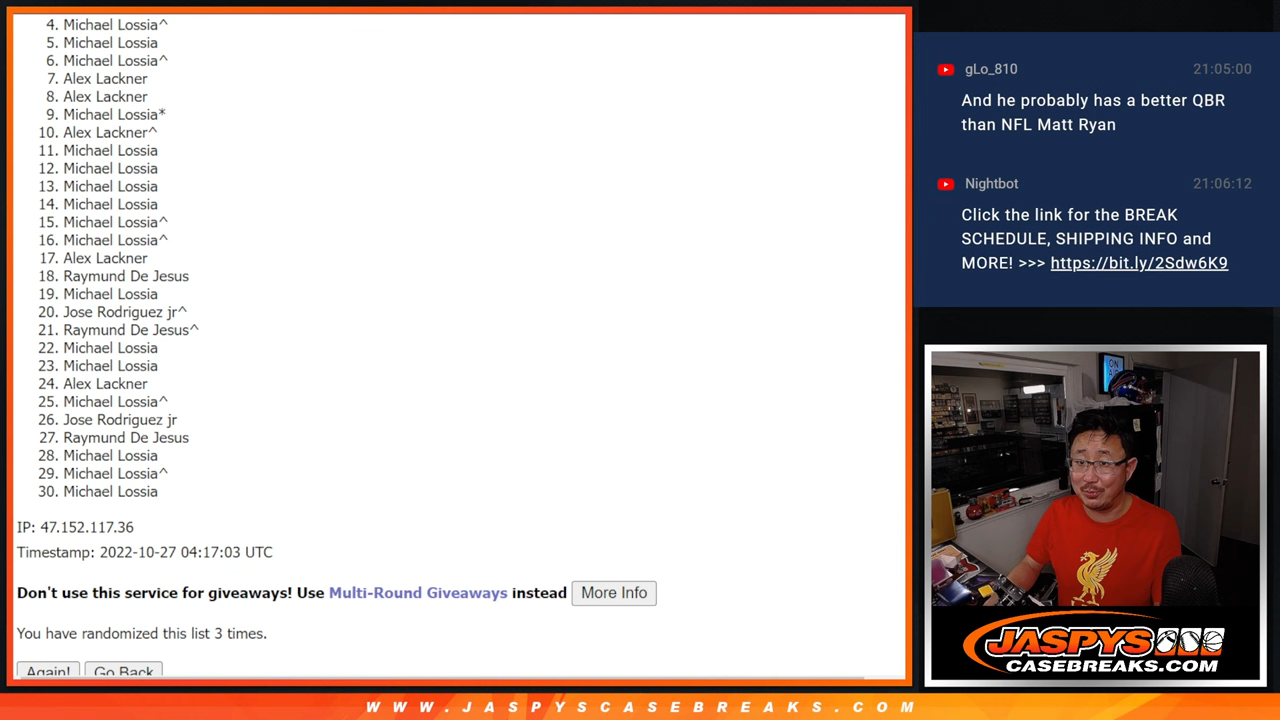 4. Michael Lossia^
5. Michael Lossia
6. Michael Lossia^
7. Alex Lackner
8. Alex Lackner
9. Michael Lossia*
10. Alex Lackner^
11. Michael Lossia
12. Michael Lossia
13. Michael Lossia
14. Michael Lossia
15. Michael Lossia^
16. Michael Lossia^
17. Alex Lackner
18. Raymund De Jesus
19. Michael Lossia
20. Jose Rodriguez jr^
21. Raymund De Jesus^
22. Michael Lossia
23. Michael Lossia
24. Alex Lackner
25. Michael Lossia^
26. Jose Rodriguez jr
27. Raymund De Jesus
28. Michael Lossia
29. Michael Lossia^
30. Michael Lossia
IP: 47.152.117.36
Timestamp: 2022-10-27 04:17:03 UTC
Don't use this service for giveaways! Use Multi-Round Giveaways instead More Info
You have randomized this list 3 times.
Again! Go Back
gLo_810 21:05:00
And he probably has a better QBR
than NFL Matt Ryan
Nightbot 21:06:12
Click the link for the BREAK
SCHEDULE, SHIPPING INFO and
MORE! >>> https://bit.ly/2Sdw6K9
ON
JASPYS
CASEBREAKS.COM
WWW.JASPYSCASEBREAKS.COM